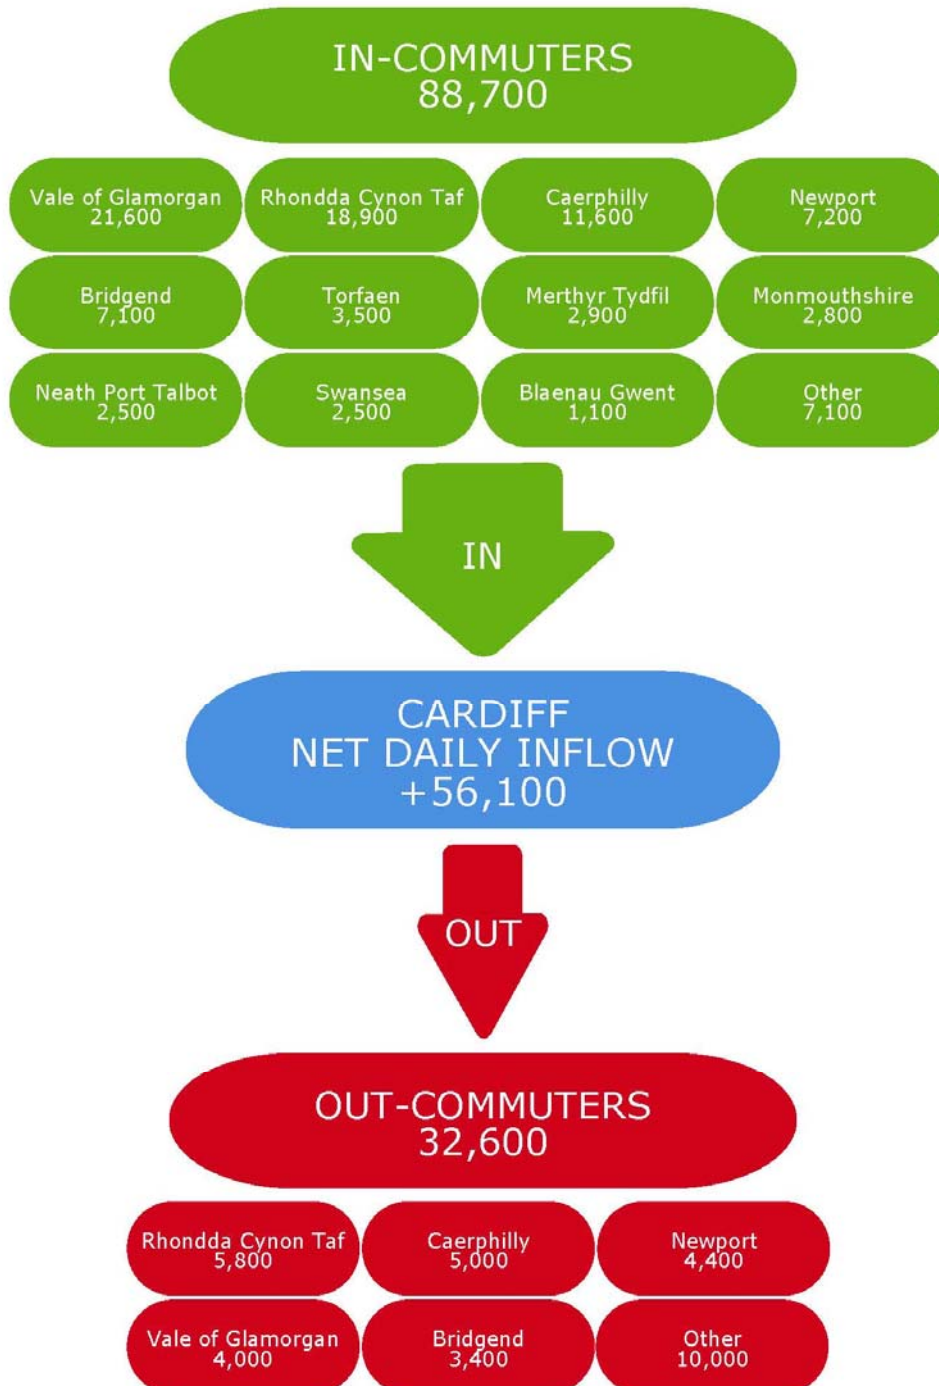 IN-COMMUTERS
88,700
Vale of Glamorgan
21,600
Rhondda Cynon Taf
18,900
Caerphilly
11,600
Newport
7,200
Bridgend
7,100
Torfaen
3,500
Merthyr Tydfil
2,900
Monmouthshire
2,800
Neath Port Talbot
2,500
Swansea
2,500
Blaenau Gwent
1,100
Other
7,100
IN
CARDIFF
NET DAILY INFLOW
+56,100
OUT
OUT-COMMUTERS
32,600
Rhondda Cynon Taf
5,800
Caerphilly
5,000
Newport
4,400
Vale of Glamorgan
4,000
Bridgend
3,400
Other
10,000